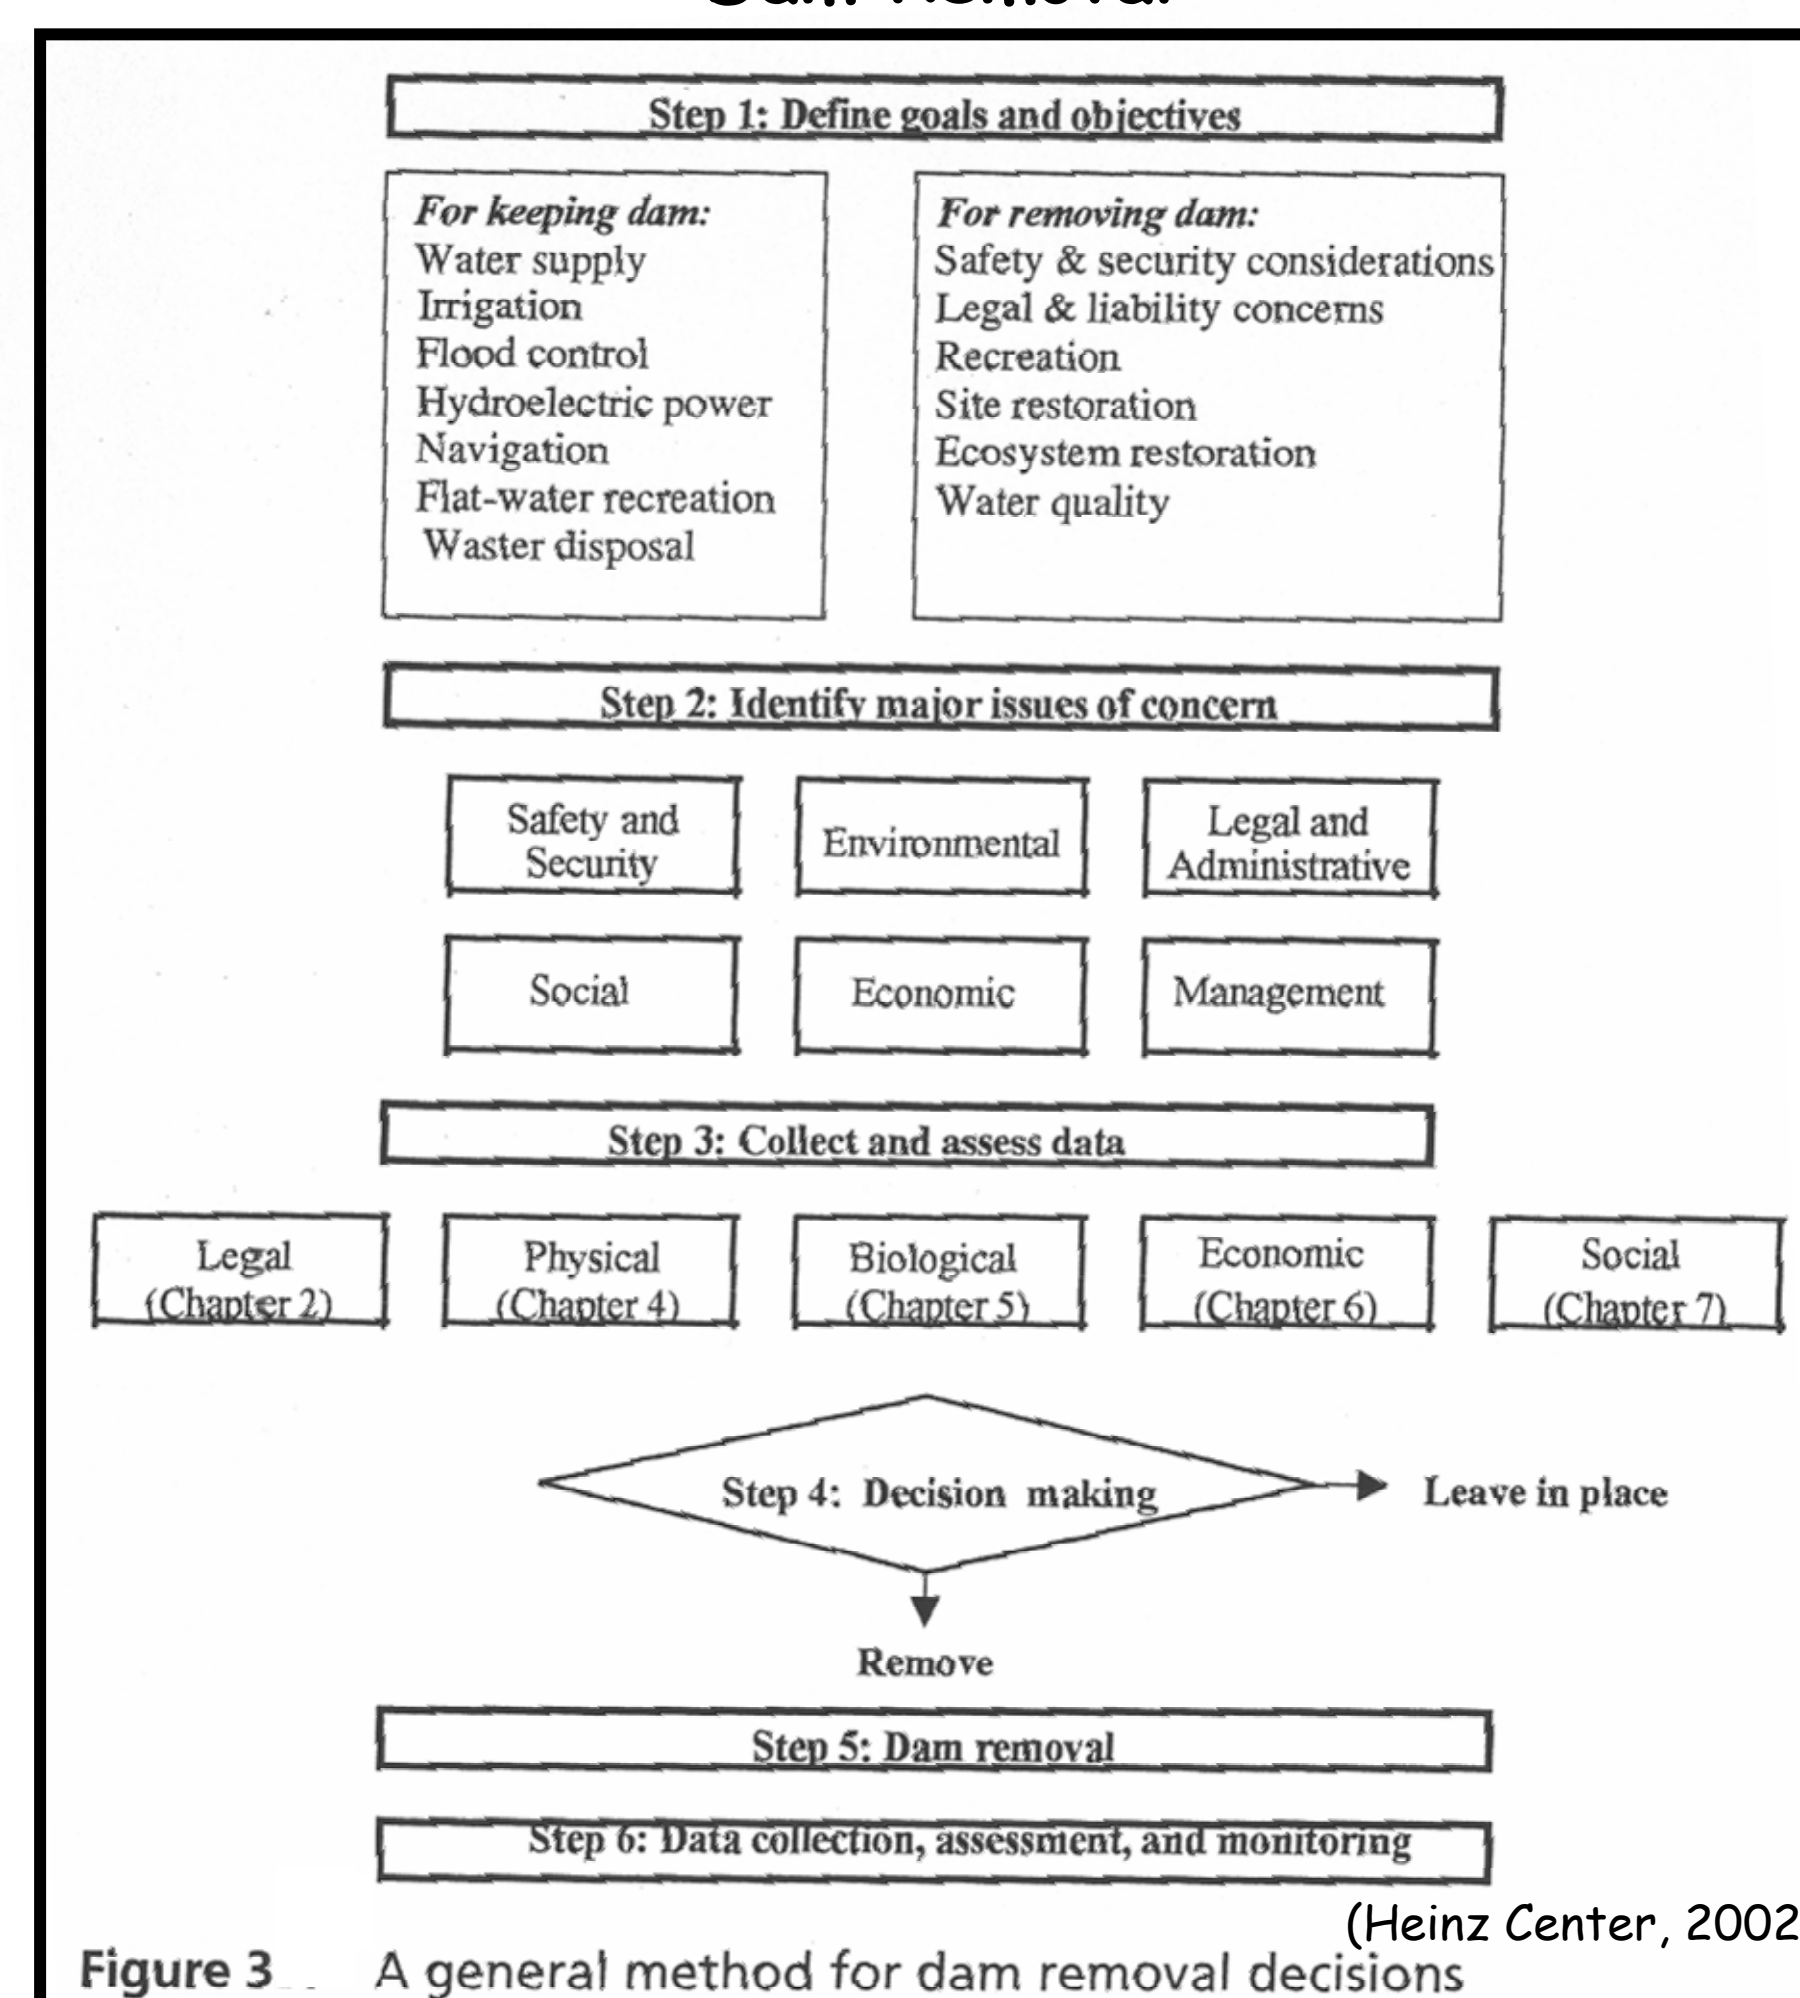 Dam Removal
Step 1: Define goals and objectives
For keeping dam:
Water supply
Irrigation
Flood control
Hydroelectric power
Navigation
Flat-water recreation
Waster disposal
For removing dam:
Safety & security considerations
Legal & liability concerns
Recreation
Site restoration
Ecosystem restoration
Water quality
Step 2: Identify major issues of concern
Safety and
Security
Environmental
Legal and
Administrative
Social
Economic
Management
Step 3: Collect and assess data
Legal
(Chapter 2)
Physical
(Chapter 4)
Biological
(Chapter 5)
Economic
(Chapter 6)
Social
(Chapter 7)
Step 4: Decision making
Leave in place
Remove
Step 5: Dam removal
Step 6: Data collection, assessment, and monitoring
(Heinz Center, 2002
Figure 3 A general method for dam removal decisions